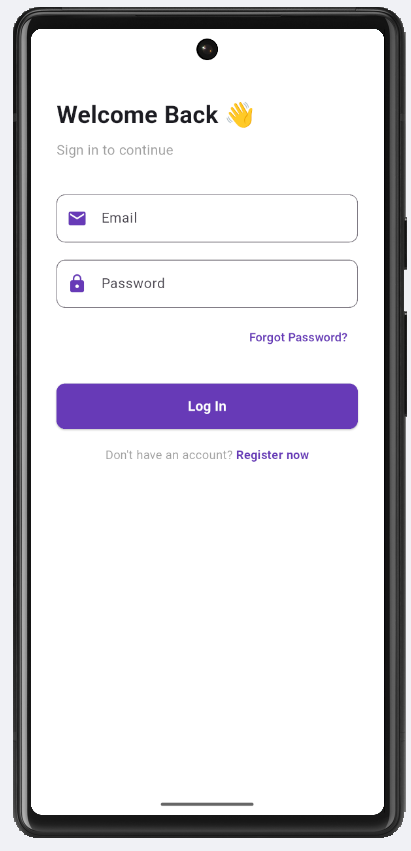 Welcome Back 👋
Sign in to continue
Email
Password
Forgot Password?
Log In
Don't have an account? Register now